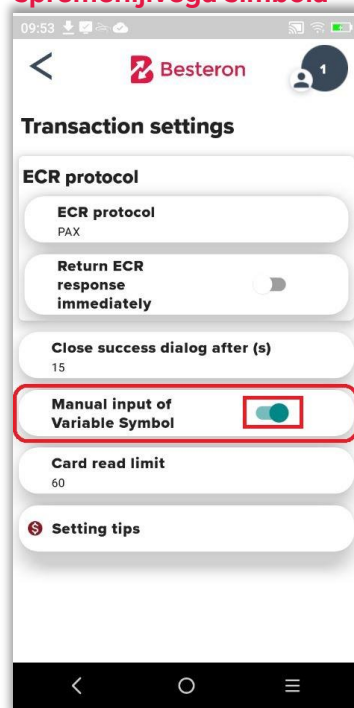 spremenljivega simbola
09:53
Besteron
1
Transaction settings
ECR protocol
ECR protocol
PAX
Return ECR
response
immediately
Close success dialog after (s)
15
Manual input of
Variable Symbol
Card read limit
60
Setting tips